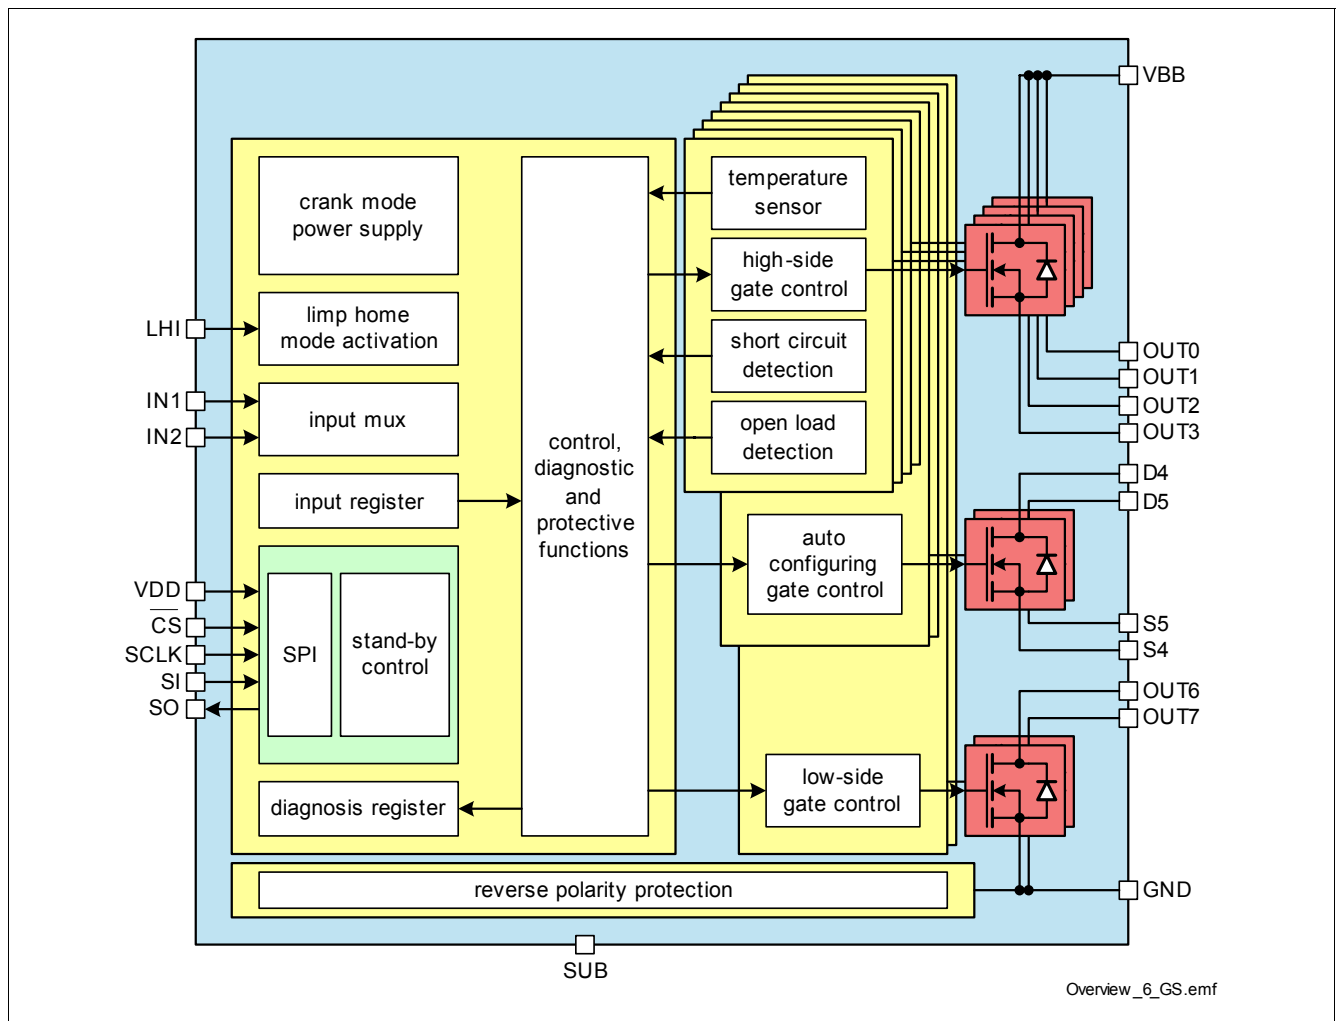 VBB
crank mode
power supply
temperature
sensor
high-side
gate control
LHI
limp home
mode activation
short circuit
detection
OUT0
OUT1
OUT2
OUT3
IN1
IN2
input mux
open load
detection
control,
diagnostic
and
protective
functions
D4
D5
input register
auto
configuring
gate control
VDD
CS
SCLK
SI
SO
SPI
stand-by
control
S5
S4
OUT6
OUT7
low-side
gate control
diagnosis register
reverse polarity protection
GND
SUB
Overview_6_GS.emf